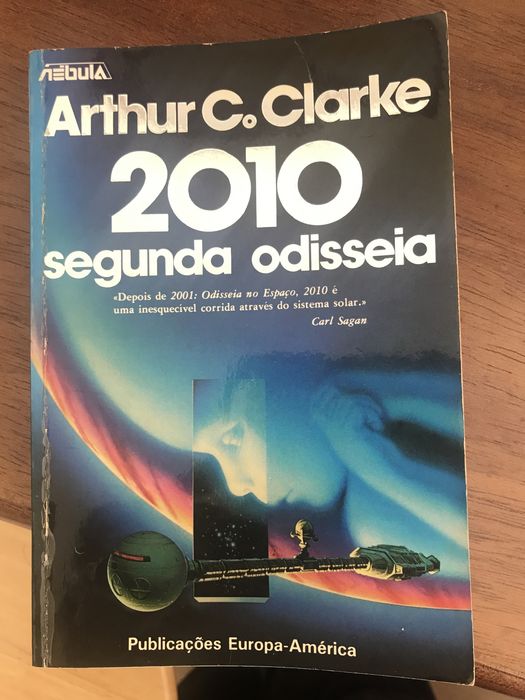 nebula
Arthur C. Clarke
2010
segunda odisseia
«Depois de 2001: Odisseia no Espaço, 2010 é
uma inesquecível corrida através do sistema solar.»
Carl Sagan
Publicações Europa-América